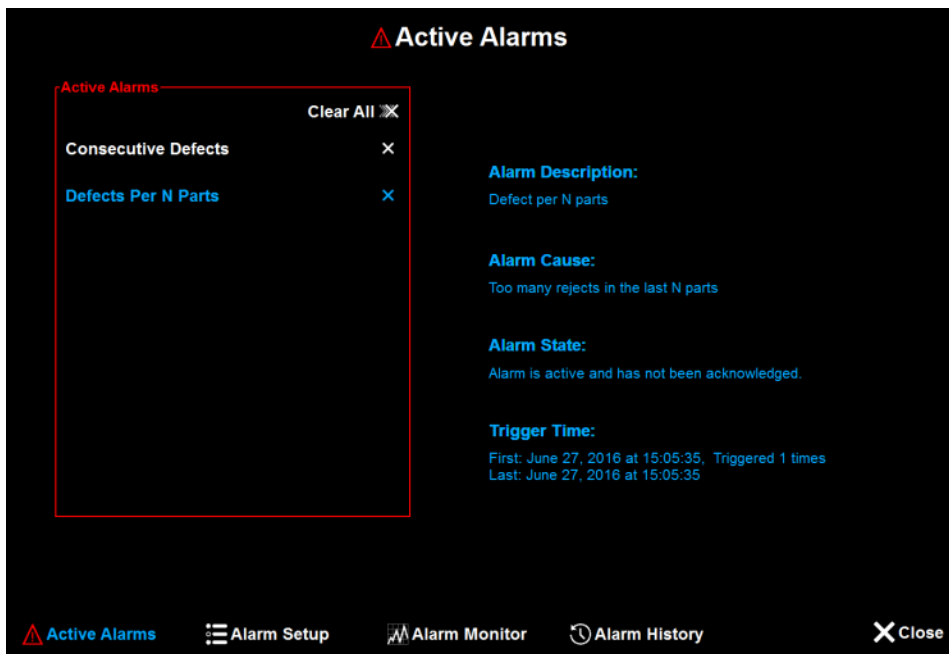 Active Alarms
Active Alarms
Clear All
Consecutive Defects
Defects Per N Parts
Alarm Description:
Defect per N parts
Alarm Cause:
Too many rejects in the last N parts
Alarm State:
Alarm is active and has not been acknowledged.
Trigger Time:
First: June 27, 2016 at 15:05:35, Triggered 1 times
Last: June 27, 2016 at 15:05:35
Active Alarms Alarm Setup Alarm Monitor Alarm History Close